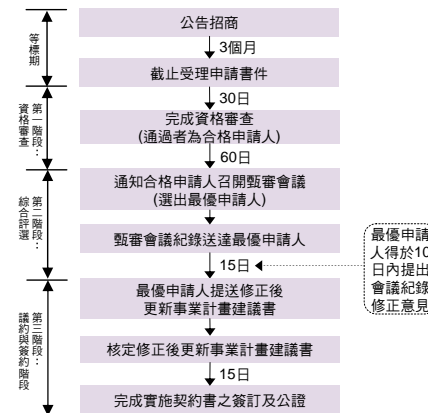 公告招商
3個月
截止受理申請書件
30日
完成資格審查
(通過者為合格申請人)
60日
通知合格申請人召開甄審會議
(選出最優申請人)
甄審會議紀錄送達最優申請人
15日
最優申請人提送修正後
更新事業計畫建議書
核定修正後更新事業計畫建議書
15日
完成實施契約書之簽訂及公證
等標期
第一階段：
資格審查
第二階段：
綜合評選
第三階段：
議約與簽約階段
最優申請
人得於10
日內提出
會議紀錄
修正意見